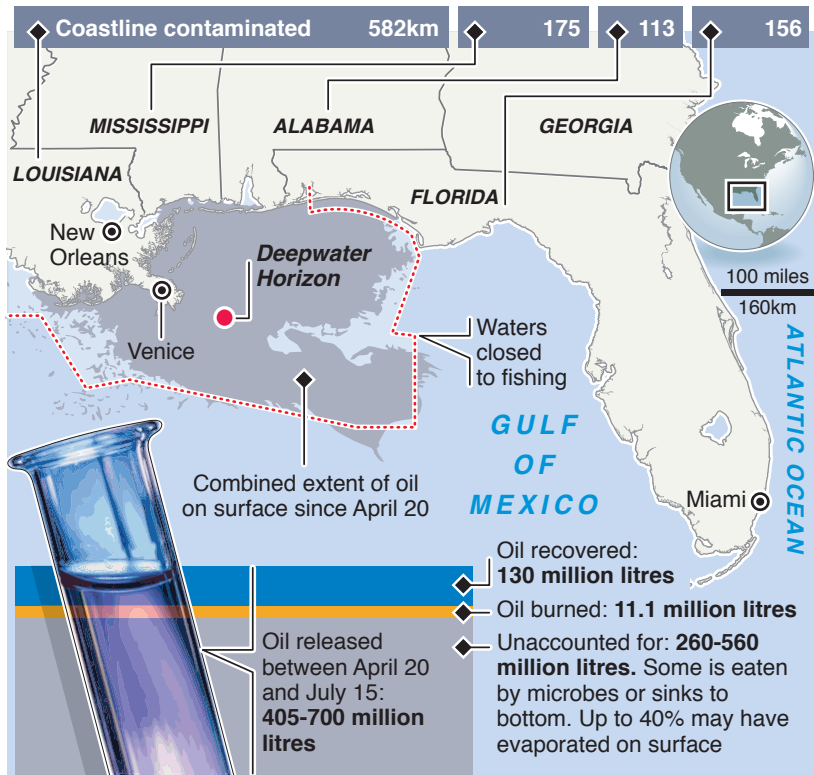 Coastline contaminated 582km 175 113 156
MISSISSIPPI ALABAMA GEORGIA
LOUISIANA
FLORIDA
New
Orleans
Deepwater
Horizon
100 miles
160km
Venice
Waters
closed
to fishing
ATLANTIC OCEAN
GULF
OF
MEXICO
Combined extent of oil
on surface since April 20
Miami
Oil recovered:
130 million litres
Oil burned: 11.1 million litres
Oil released
between April 20
and July 15:
405-700 million
litres
Unaccounted for: 260-560
million litres. Some is eaten
by microbes or sinks to
bottom. Up to 40% may have
evaporated on surface